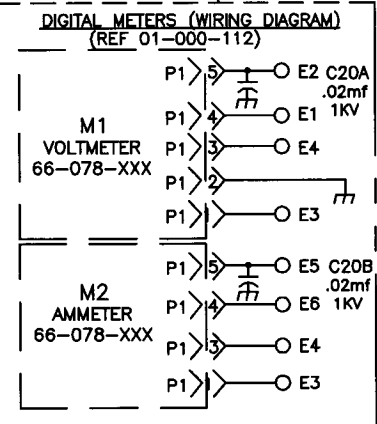 DIGITAL METERS (WIRING DIAGRAM)
(REF 01-000-112)
P1 5 E2 C20A
.02mf
1KV
P1 4 E1
M1
VOLTMETER
66-078-XXX
P1 3 E4
P1 2
P1 1 E3
P1 5 E5 C20B
.02mf
1KV
M2
AMMETER
66-078-XXX
P1 4 E6
P1 3 E4
P1 1 E3